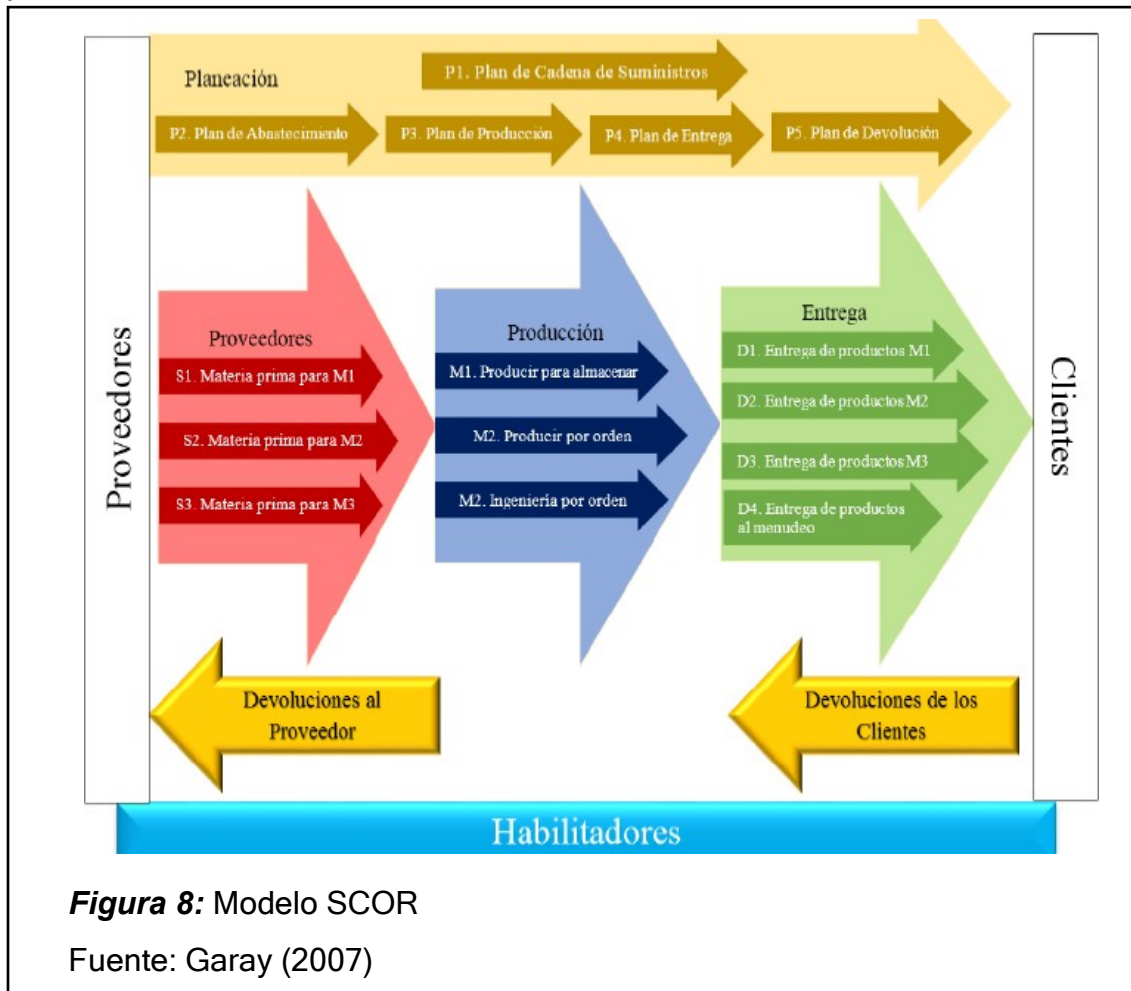 Planeación
P1. Plan de Cadena de Suministros
P2. Plan de Abastecimiento
P3. Plan de Producción
P4. Plan de Entrega
P5. Plan de Devolución
Proveedores
Proveedores
S1. Materia prima para M1
S2. Materia prima para M2
S3. Materia prima para M3
Producción
M1. Producir para almacenar
M2. Producir por orden
M2. Ingeniería por orden
Entrega
D1. Entrega de productos M1
D2. Entrega de productos M2
D3. Entrega de productos M3
D4. Entrega de productos
al menudeo
Clientes
Devoluciones al
Proveedor
Devoluciones de los
Clientes
Habilitadores
Figura 8: Modelo SCOR
Fuente: Garay (2007)